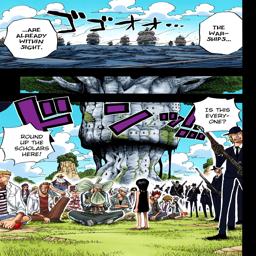 THE
WAR-
SHIPS...
...ARE
ALREADY
WITHIN
SIGHT.
ゴゴオオ...
IS THIS
EVERY-
ONE?
ドンッ!!
ROUND
UP THE
SCHOLARS
HERE!